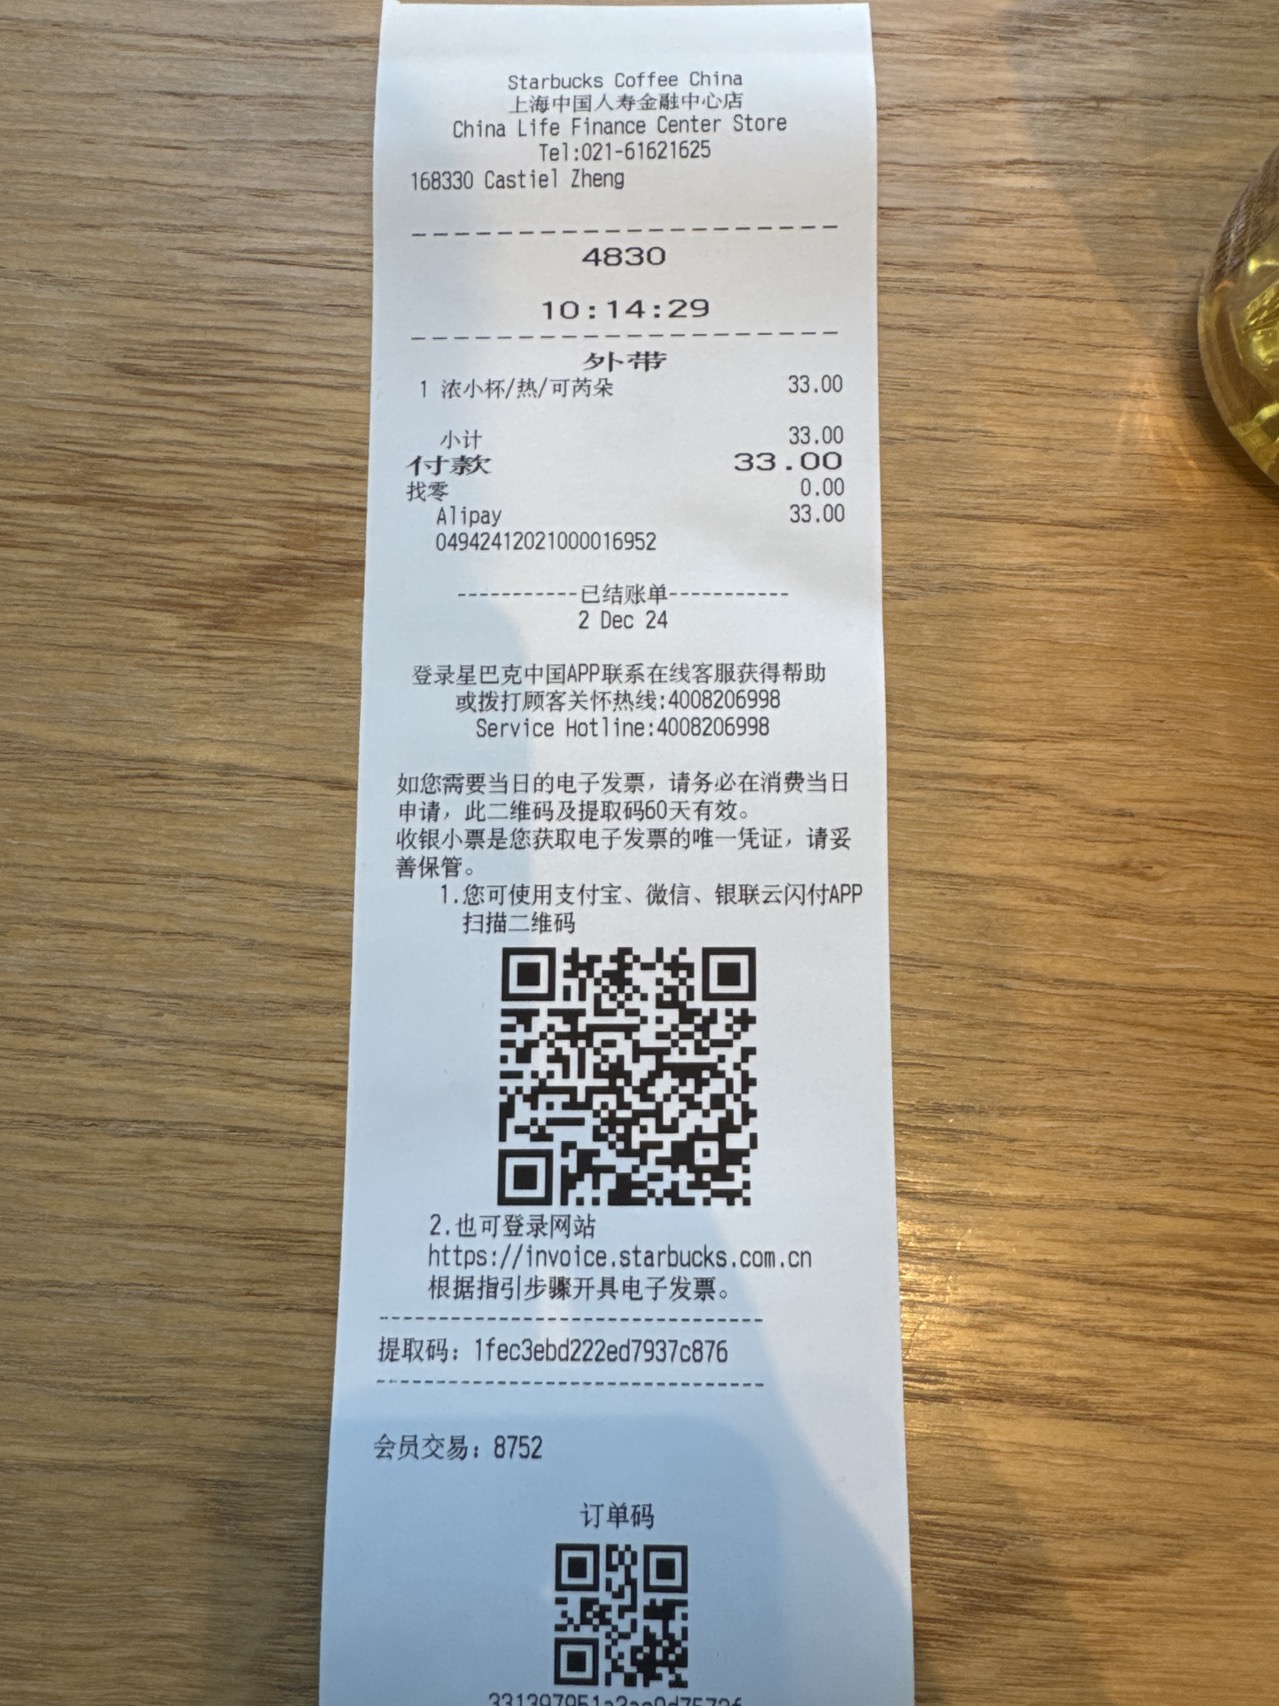 Starbucks Coffee China
上海中国人寿金融中心店
China Life Finance Center Store
Tel:021-61621625
168330 Castiel Zheng
4830
10:14:29
外带
1 浓小杯/热/可芮朵 33.00
小计 33.00
付款 33.00
找零 0.00
Alipay 33.00
04942412021000016952
-----------已结账单-----------
2 Dec 24
登录星巴克中国APP联系在线客服获得帮助
或拨打顾客关怀热线:4008206998
Service Hotline:4008206998
如您需要当日的电子发票，请务必在消费当日
申请，此二维码及提取码60天有效。
收银小票是您获取电子发票的唯一凭证，请妥
善保管。
1.您可使用支付宝、微信、银联云闪付APP
扫描二维码
2.也可登录网站
https://invoice.starbucks.com.cn
根据指引步骤开具电子发票。
提取码：1fec3ebd222ed7937c876
会员交易：8752
订单码